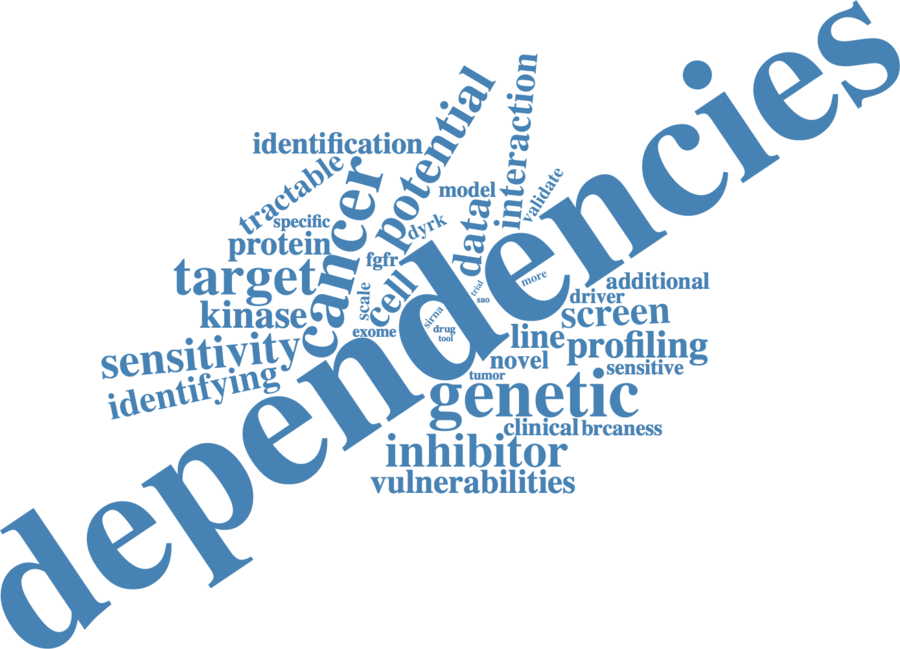 dependencies
identification
potential
interaction
tractable
cancer
model
validate
specific
data
dyrk
protein
fgfr
target
cell
more
trial
additional
scale
sao
driver
kinase
sirna
screen
exome
drug
tool
line
profiling
sensitivity
novel
sensitive
identifying
tumor
genetic
clinical
brcaness
inhibitor
vulnerabilities